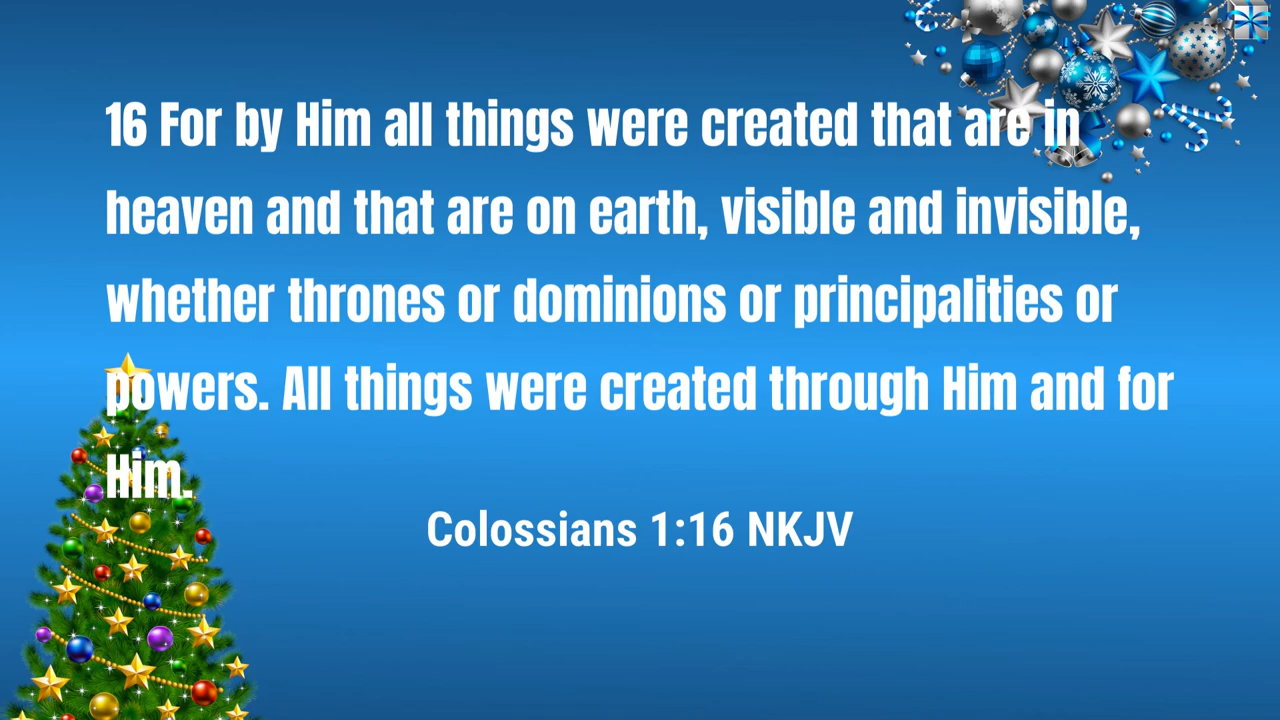 16 For by Him all things were created that are in
heaven and that are on earth, visible and invisible,
whether thrones or dominions or principalities or
powers. All things were created through Him and for
Him.
Colossians 1:16 NKJV